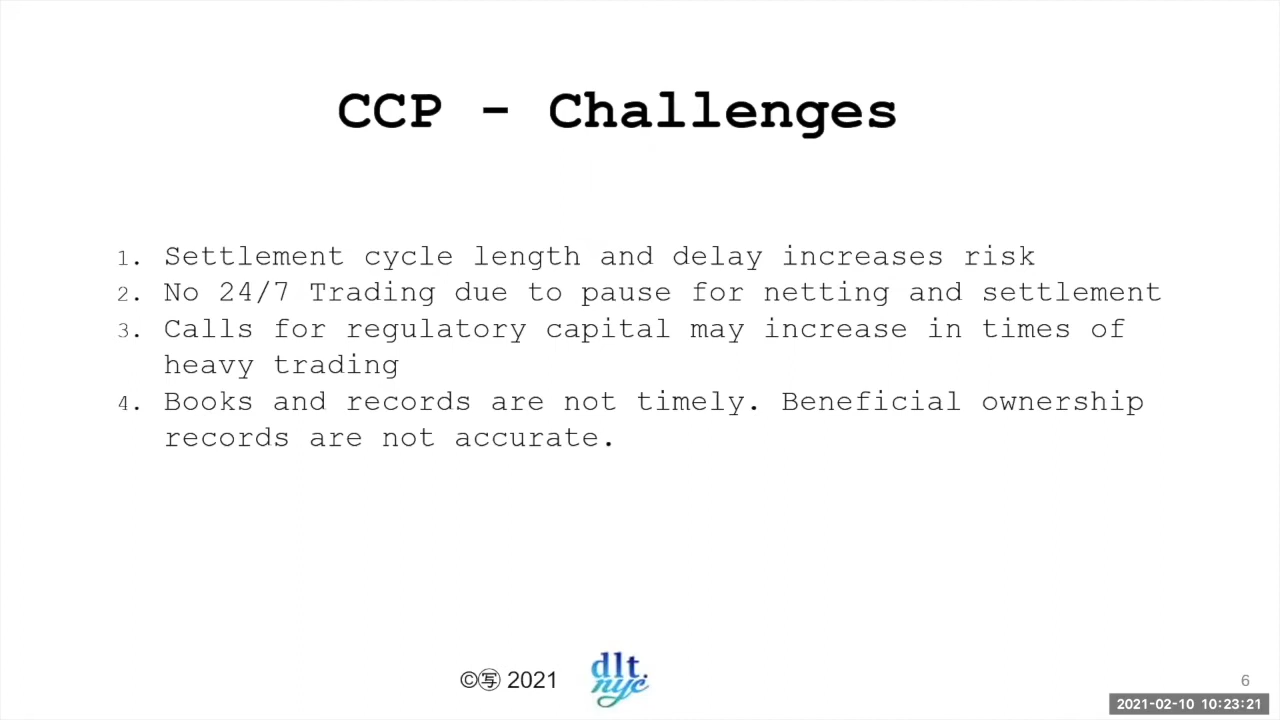 CCP - Challenges
1. Settlement cycle length and delay increases risk
2. No 24/7 Trading due to pause for netting and settlement
3. Calls for regulatory capital may increase in times of
heavy trading
4. Books and records are not timely. Beneficial ownership
records are not accurate.
©㊢ 2021
dlt.
nyc
6
2021-02-10 10:23:21